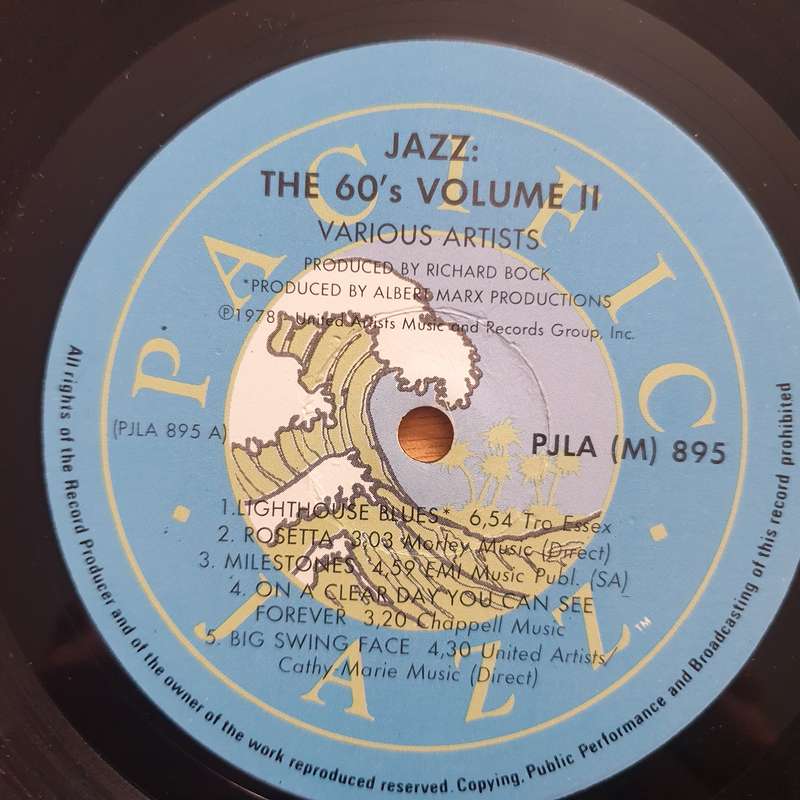 PACIFIC
JAZZ:
THE 60's VOLUME II
VARIOUS ARTISTS
PRODUCED BY RICHARD BOCK
*PRODUCED BY ALBERT MARX PRODUCTIONS
℗1978 - United Artists Music and Records Group, Inc.
(PJLA 895 A)
PJLA (M) 895
1. LIGHTHOUSE BLUES* 6,54 Tro Essex
2. ROSETTA 3,03 Morley Music (Direct)
3. MILESTONES 4,59 EMI Music Publ. (SA)
4. ON A CLEAR DAY YOU CAN SEE
FOREVER 3,20 Chappell Music
5. BIG SWING FACE 4,30 United Artists/
Cathy-Marie Music (Direct)
JAZZ TM
All rights of the Record Producer and of the owner of the work reproduced reserved. Copying, Public Performance and Broadcasting of this record prohibited